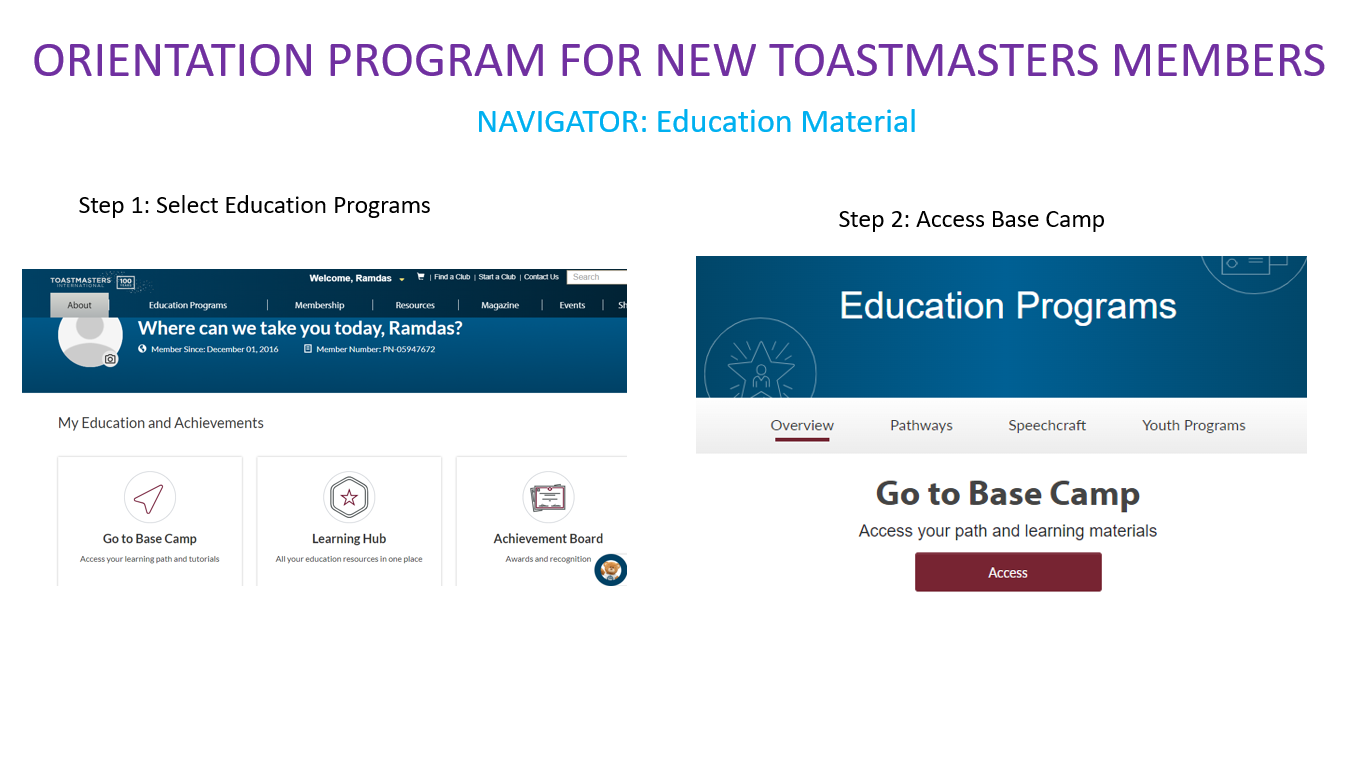 ORIENTATION PROGRAM FOR NEW TOASTMASTERS MEMBERS
NAVIGATOR: Education Material
Step 1: Select Education Programs
TOASTMASTERS
INTERNATIONAL
100
Welcome, Ramdas
Find a Club | Start a Club | Contact Us
Search
About
Education Programs | Membership | Resources | Magazine | Events | Sh
Where can we take you today, Ramdas?
Member Since: December 01, 2016
Member Number: PN-05947672
My Education and Achievements
Go to Base Camp
Access your learning path and tutorials
Learning Hub
All your education resources in one place
Achievement Board
Awards and recognition
Step 2: Access Base Camp
Education Programs
Overview Pathways Speechcraft Youth Programs
Go to Base Camp
Access your path and learning materials
Access